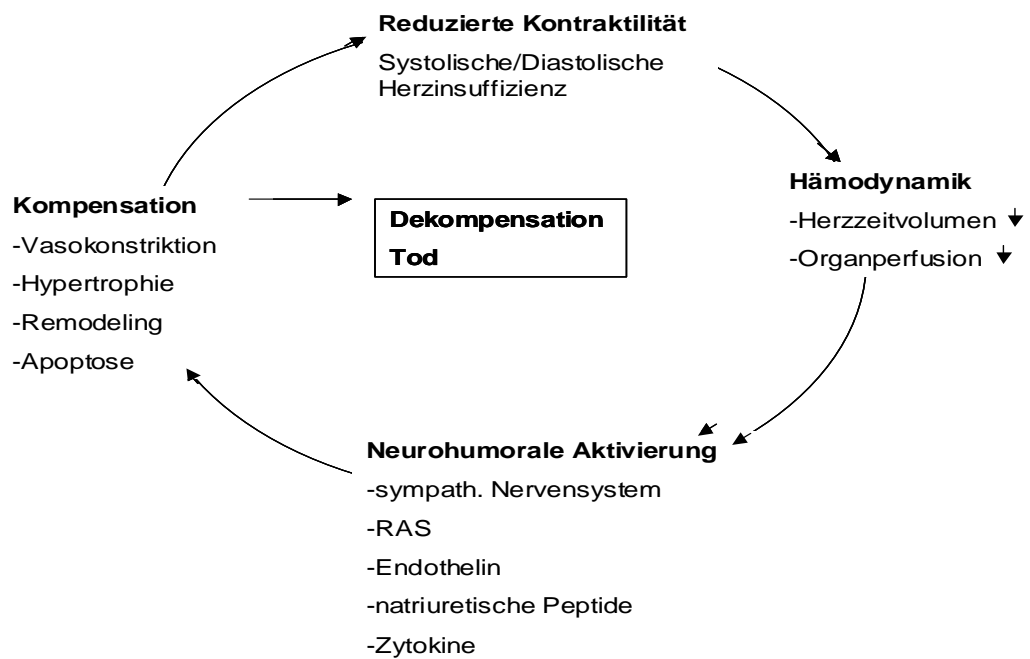 Reduzierte Kontraktilität
Systolische/Diastolische
Herzinsuffizienz
Hämodynamik
-Herzzeitvolumen ↓
-Organperfusion ↓
Kompensation
-Vasokonstriktion
-Hypertrophie
-Remodeling
-Apoptose
Dekompensation
Tod
Neurohumorale Aktivierung
-sympath. Nervensystem
-RAS
-Endothelin
-natriuretische Peptide
-Zytokine